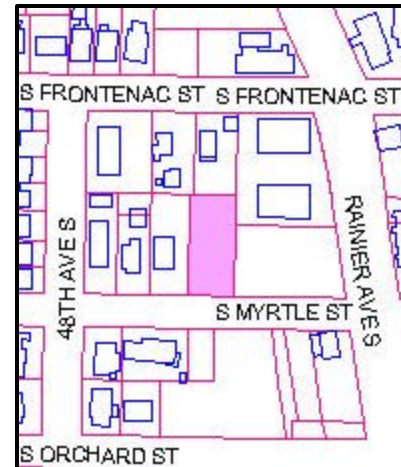 S FRONTENAC ST S FRONTENAC ST
48TH AVE S
RAINIER AVE S
S MYRTLE ST
S ORCHARD ST